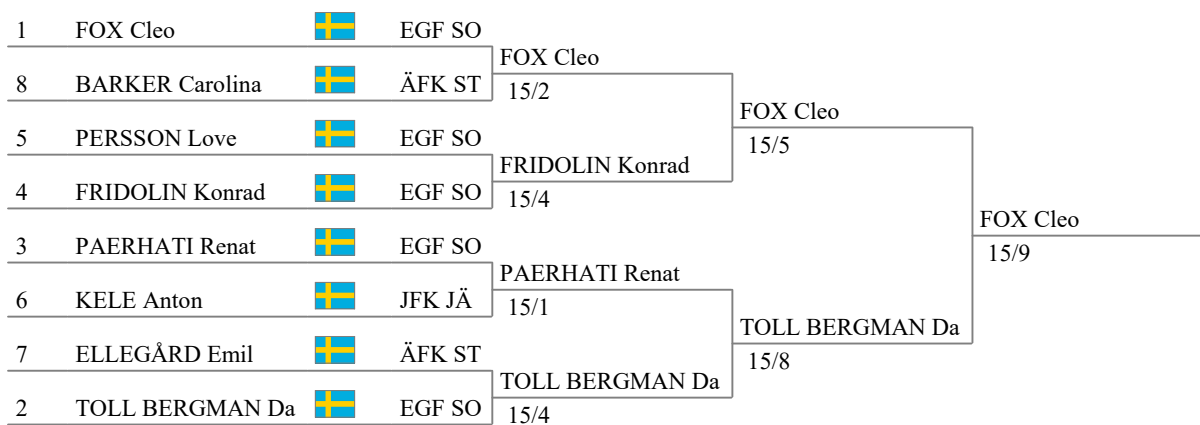 1 FOX Cleo EGF SO
8 BARKER Carolina ÄFK ST
5 PERSSON Love EGF SO
4 FRIDOLIN Konrad EGF SO
3 PAERHATI Renat EGF SO
6 KELE Anton JFK JÄ
7 ELLEGÅRD Emil ÄFK ST
2 TOLL BERGMAN Da EGF SO
FOX Cleo
15/2
FRIDOLIN Konrad
15/4
PAERHATI Renat
15/1
TOLL BERGMAN Da
15/4
FOX Cleo
15/5
TOLL BERGMAN Da
15/8
FOX Cleo
15/9